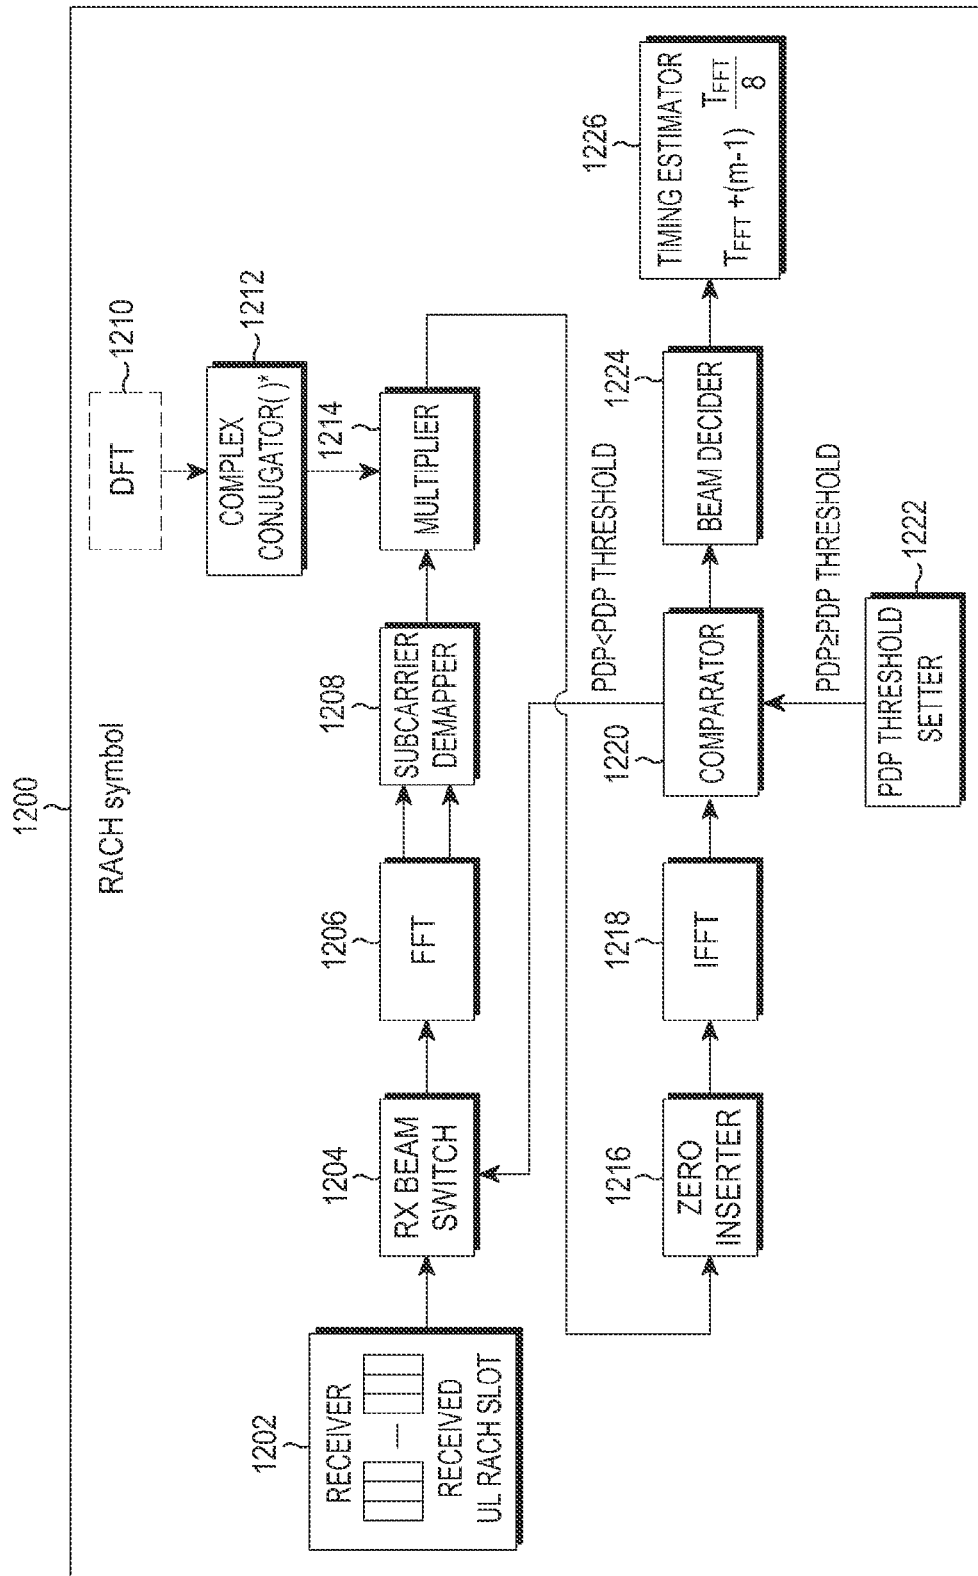 1200
RACH symbol
1210
DFT
1212
COMPLEX
CONJUGATOR( )*
1202
RECEIVER
RECEIVED
UL RACH SLOT
1204
RX BEAM
SWITCH
1206
FFT
1208
SUBCARRIER
DEMAPPER
1214
MULTIPLIER
1216
ZERO
INSERTER
1218
IFFT
1220
COMPARATOR
PDP<PDP THRESHOLD
PDP≥PDP THRESHOLD
1222
PDP THRESHOLD
SETTER
1224
BEAM DECIDER
1226
TIMING ESTIMATOR
T_FFT +(m-1) T_FFT/8